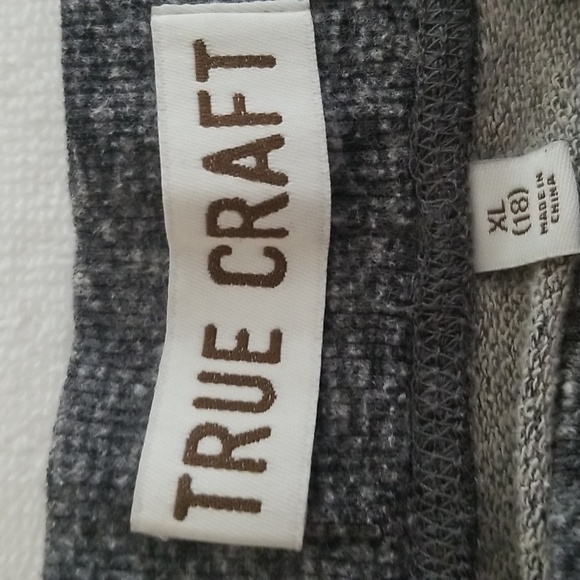 TRUE CRAFT
XL
(18)
MADE IN
CHINA